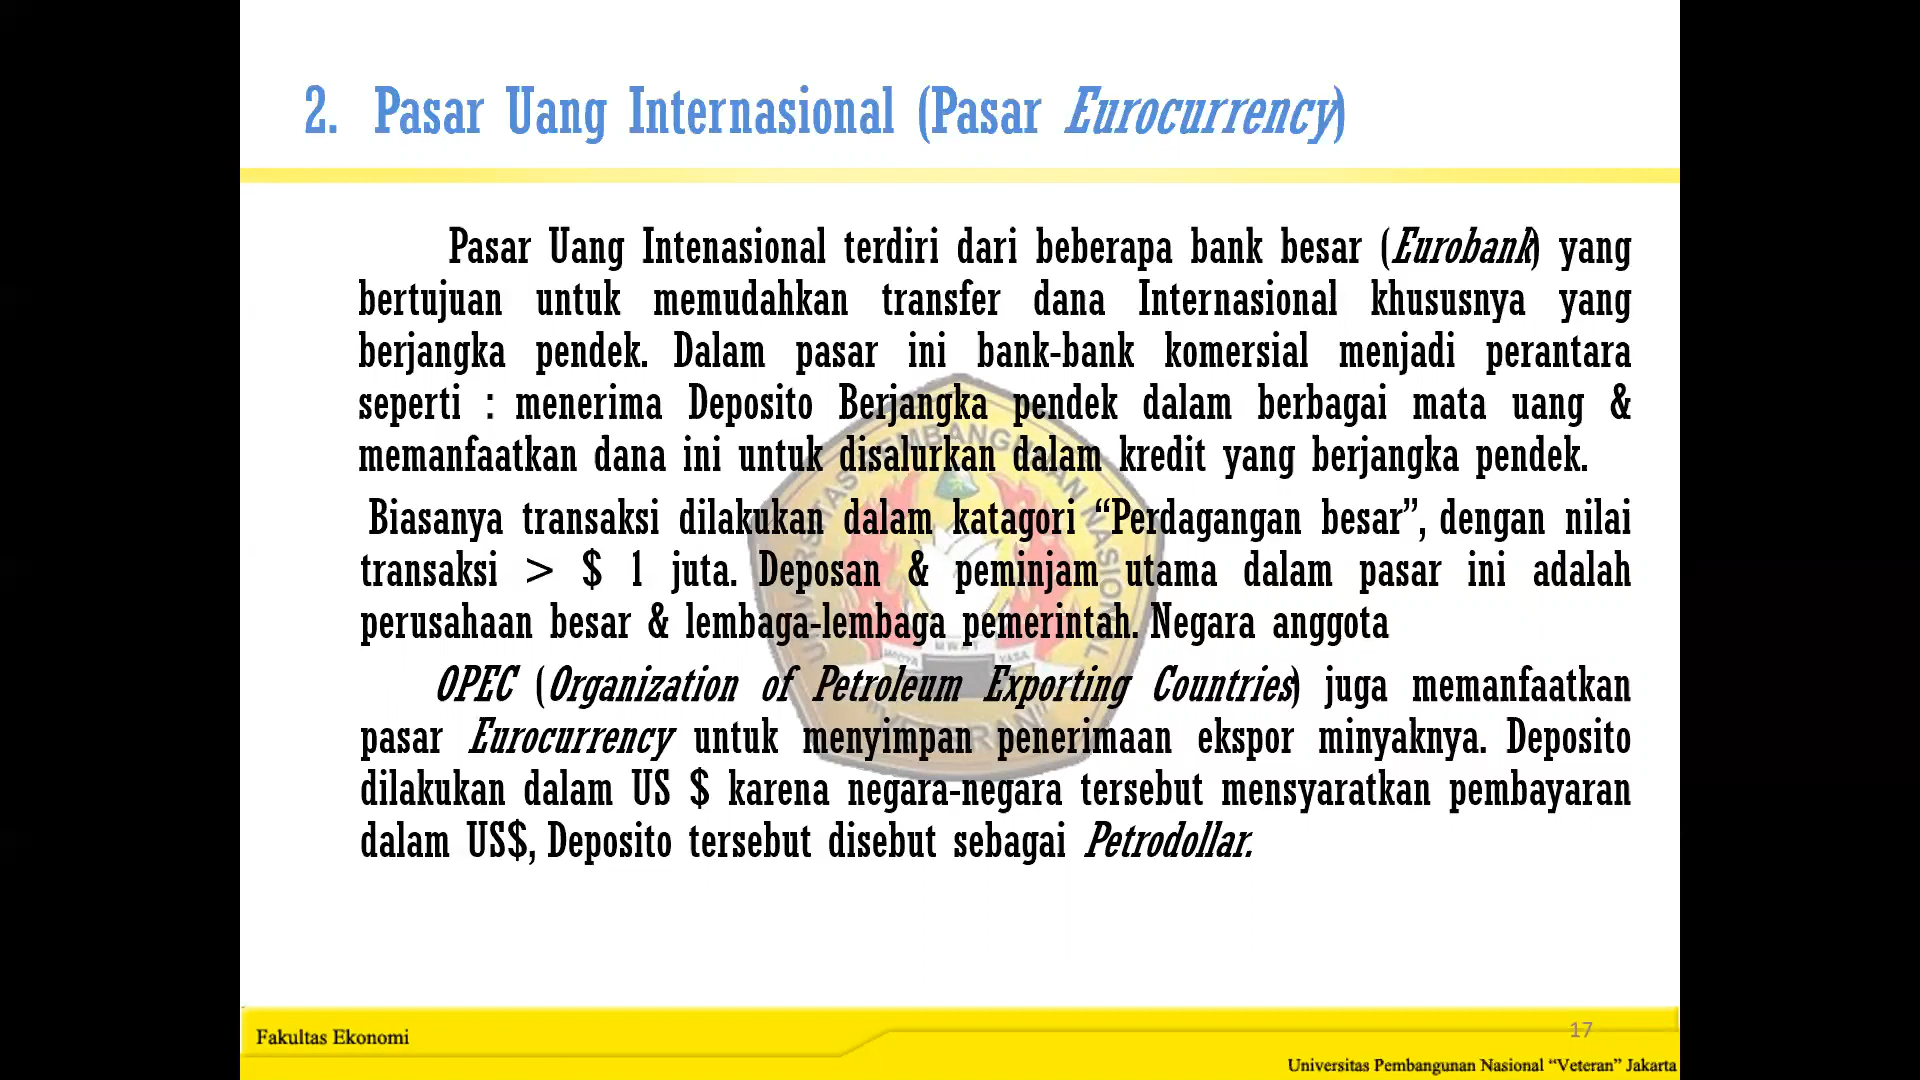 2. Pasar Uang Internasional (Pasar Eurocurrency)
Pasar Uang Intenasional terdiri dari beberapa bank besar (Eurobank) yang
bertujuan untuk memudahkan transfer dana Internasional khususnya yang
berjangka pendek. Dalam pasar ini bank-bank komersial menjadi perantara
seperti : menerima Deposito Berjangka pendek dalam berbagai mata uang &
memanfaatkan dana ini untuk disalurkan dalam kredit yang berjangka pendek.
Biasanya transaksi dilakukan dalam katagori “Perdagangan besar”, dengan nilai
transaksi > $ 1 juta. Deposan & peminjam utama dalam pasar ini adalah
perusahaan besar & lembaga-lembaga pemerintah. Negara anggota
OPEC (Organization of Petroleum Exporting Countries) juga memanfaatkan
pasar Eurocurrency untuk menyimpan penerimaan ekspor minyaknya. Deposito
dilakukan dalam US $ karena negara-negara tersebut mensyaratkan pembayaran
dalam US$, Deposito tersebut disebut sebagai Petrodollar.
UNIVERSITAS PEMBANGUNAN NASIONAL
"VETERAN"
Fakultas Ekonomi
17
Universitas Pembangunan Nasional “Veteran” Jakarta